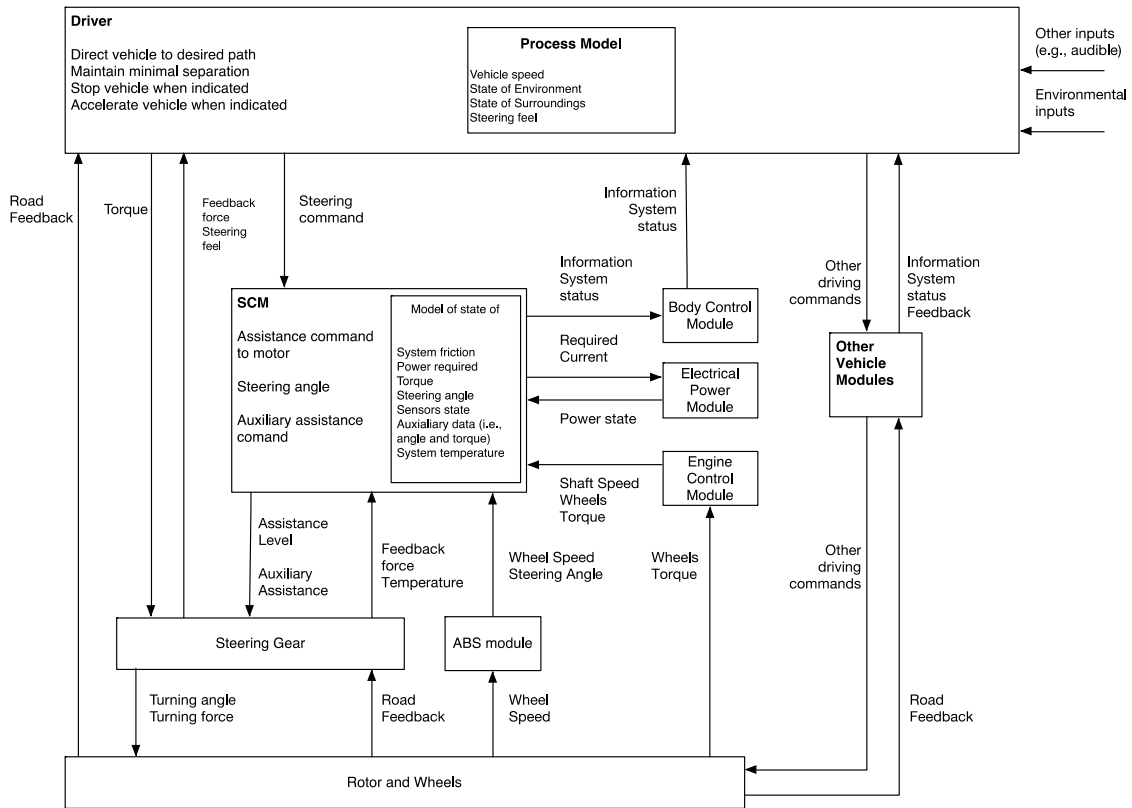 Driver
Direct vehicle to desired path
Maintain minimal separation
Stop vehicle when indicated
Accelerate vehicle when indicated
Process Model
Vehicle speed
State of Environment
State of Surroundings
Steering feel
Other inputs
(e.g., audible)
Environmental
inputs
Road
Feedback
Torque
Feedback
force
Steering
feel
Steering
command
Information
System
status
Other
driving
commands
Information
System
status
Feedback
SCM
Assistance command
to motor
Steering angle
Auxiliary assistance
comand
Model of state of
System friction
Power required
Torque
Steering angle
Sensors state
Auxialiary data (i.e.,
angle and torque)
System temperature
Information
System
status
Body Control
Module
Required
Current
Electrical
Power
Module
Power state
Engine
Control
Module
Shaft Speed
Wheels
Torque
Other
Vehicle
Modules
Assistance
Level
Auxiliary
Assistance
Feedback
force
Temperature
Wheel Speed
Steering Angle
Wheels
Torque
Other
driving
commands
Steering Gear
ABS module
Turning angle
Turning force
Road
Feedback
Wheel
Speed
Road
Feedback
Rotor and Wheels